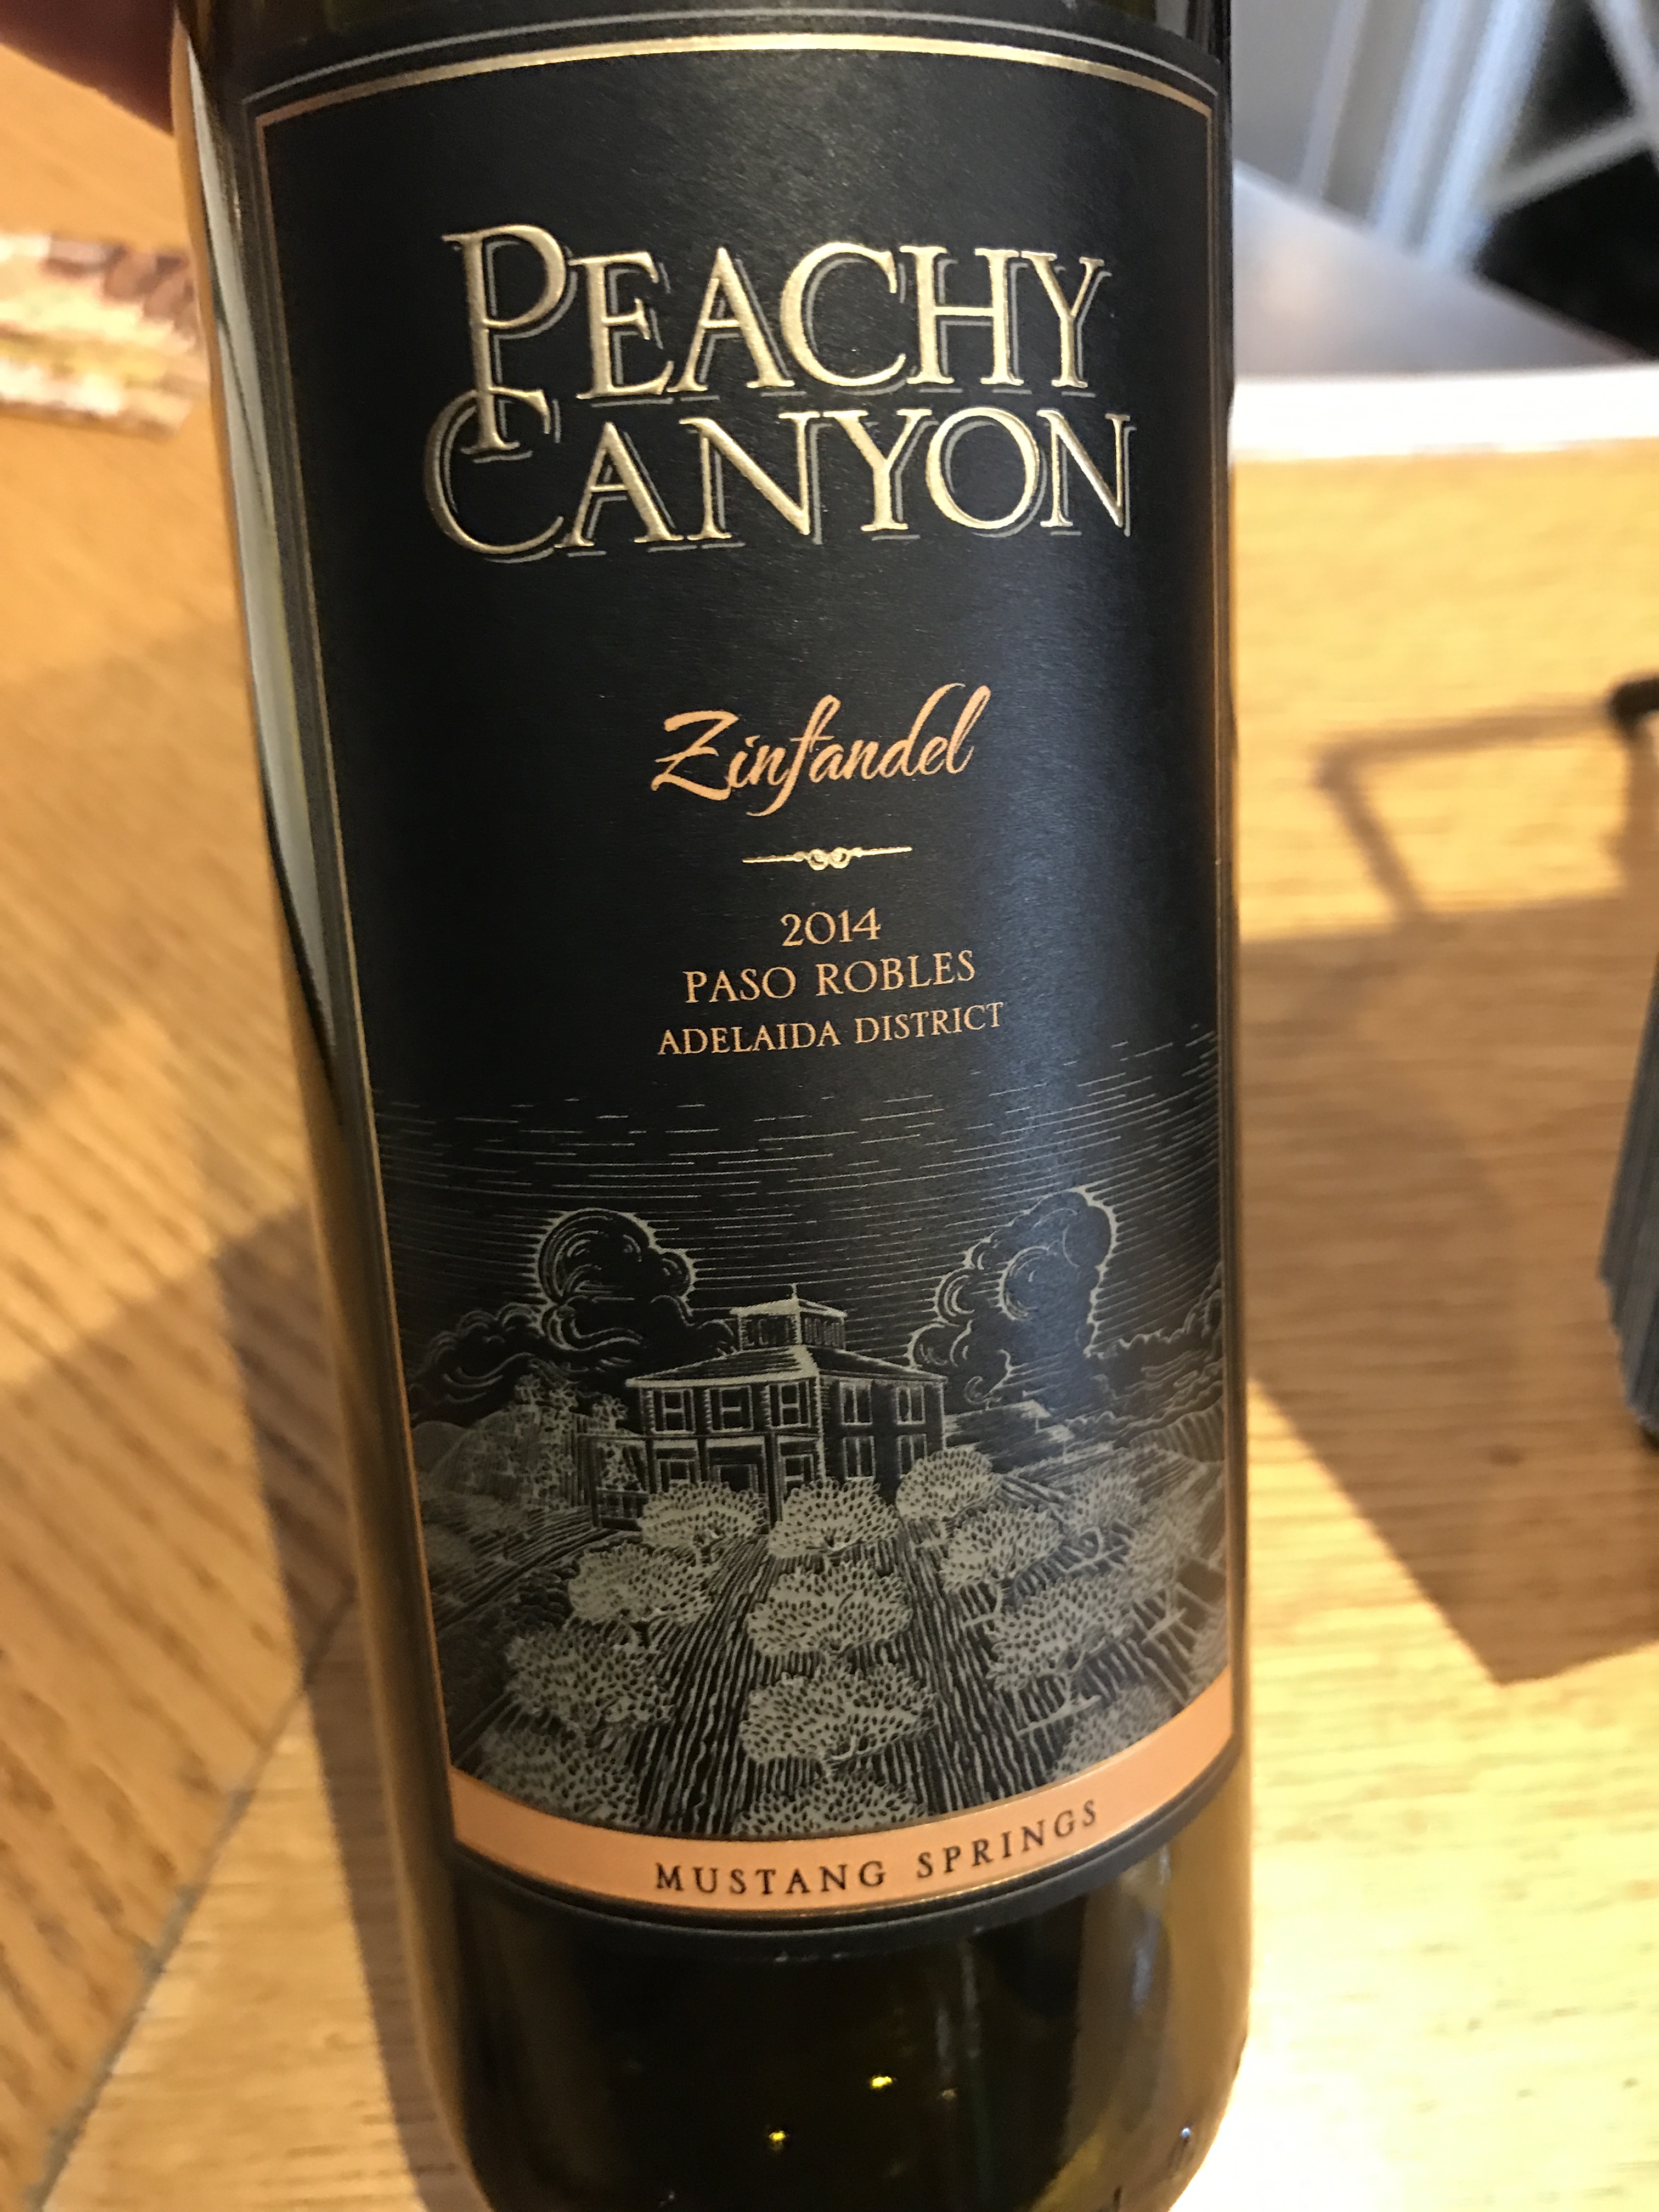 PEACHY
CANYON
Zinfandel
2014
PASO ROBLES
ADELAIDA DISTRICT
MUSTANG SPRINGS